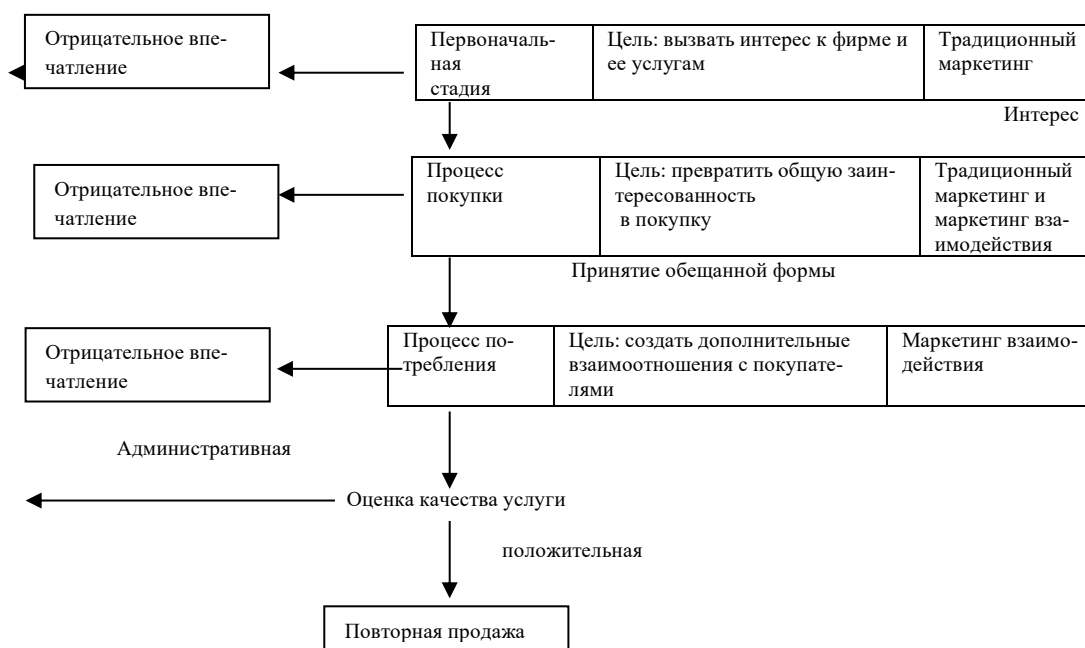 Отрицательное впе-
чатление
Первоначаль-
ная
стадия
Цель: вызвать интерес к фирме и
ее услугам
Традиционный
маркетинг
Интерес
Отрицательное впе-
чатление
Процесс
покупки
Цель: превратить общую заин-
тересованность
в покупку
Традиционный
маркетинг и
маркетинг вза-
имодействия
Принятие обещанной формы
Отрицательное впе-
чатление
Процесс по-
требления
Цель: создать дополнительные
взаимоотношения с покупате-
лями
Маркетинг взаимо-
действия
Административная
Оценка качества услуги
положительная
Повторная продажа